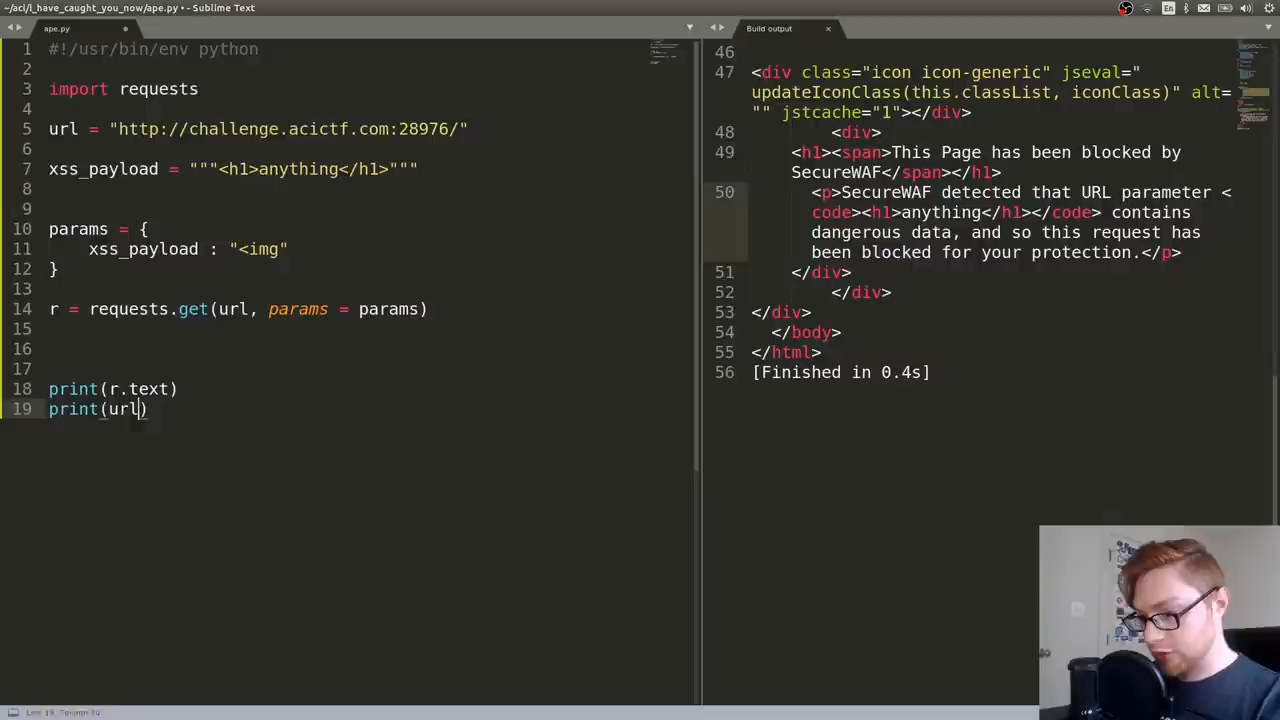 ~/aci/I_have_caught_you_now/ape.py • - Sublime Text
En
ape.py
Build output
1 #!/usr/bin/env python
2
3 import requests
4
5 url = "http://challenge.acictf.com:28976/"
6
7 xss_payload = """<h1>anything</h1>"""
8
9
10 params = {
11 xss_payload : "<img"
12 }
13
14 r = requests.get(url, params = params)
15
16
17
18 print(r.text)
19 print(url)
46
47 <div class="icon icon-generic" jseval="
updateIconClass(this.classList, iconClass)" alt=
"" jstcache="1"></div>
48 <div>
49 <h1><span>This Page has been blocked by
SecureWAF</span></h1>
50 <p>SecureWAF detected that URL parameter <
code><h1>anything</h1></code> contains
dangerous data, and so this request has
been blocked for your protection.</p>
51 </div>
52 </div>
53 </div>
54 </body>
55 </html>
56 [Finished in 0.4s]